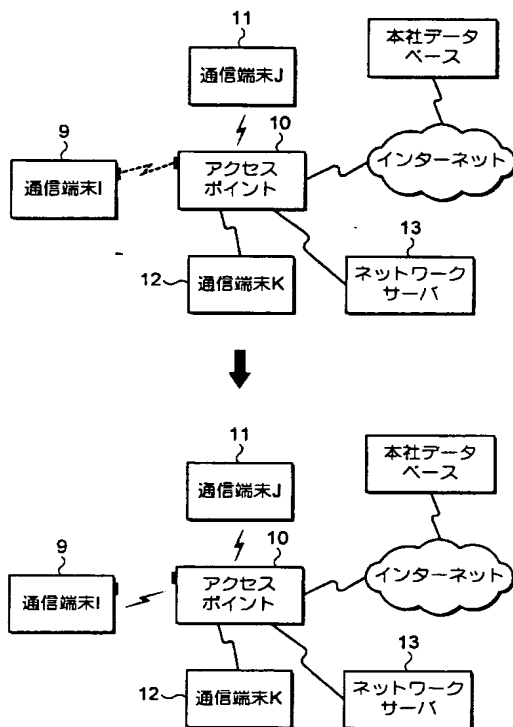 11
通信端末J
本社データ
ベース
9
通信端末I
10
アクセス
ポイント
インターネット
12
通信端末K
13
ネットワーク
サーバ
11
通信端末J
本社データ
ベース
9
通信端末I
10
アクセス
ポイント
インターネット
12
通信端末K
13
ネットワーク
サーバ